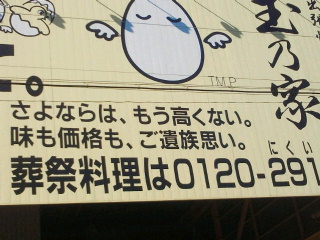 玉乃家
T.M.P
さよならは、もう高くない。
味も価格も、ご遺族思い。
にくい
葬祭料理は0120-291